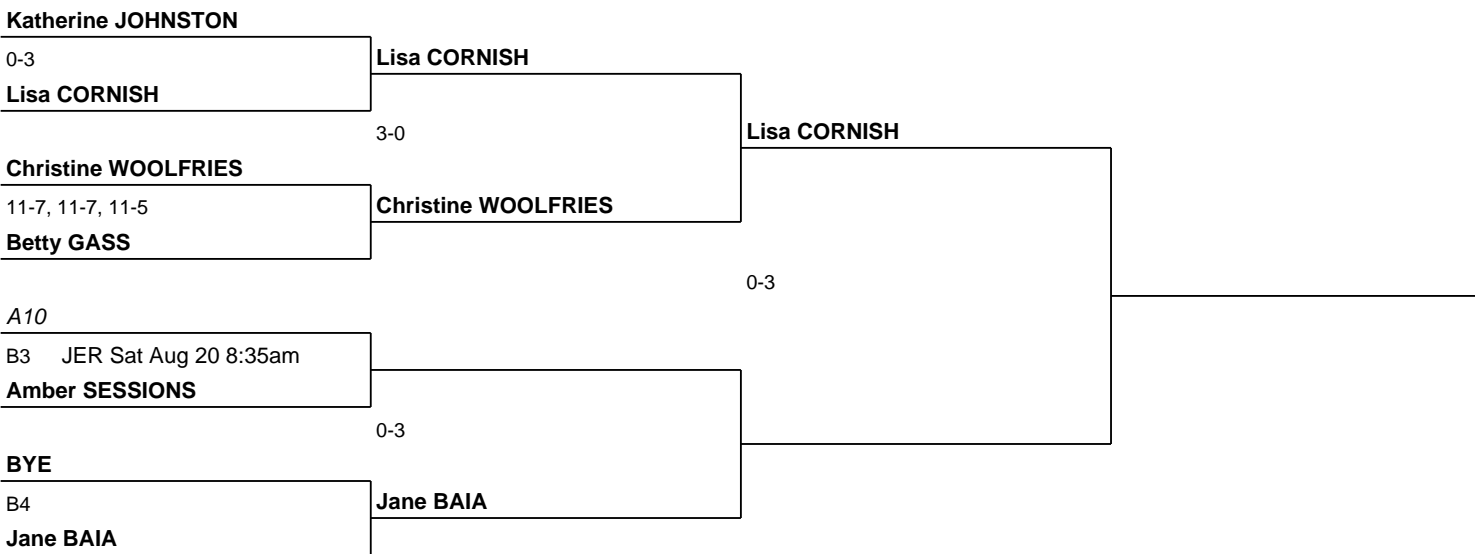 Katherine JOHNSTON
0-3
Lisa CORNISH
Lisa CORNISH
3-0
Lisa CORNISH
Christine WOOLFRIES
11-7, 11-7, 11-5
Christine WOOLFRIES
Betty GASS
0-3
A10
B3 JER Sat Aug 20 8:35am
Amber SESSIONS
0-3
BYE
B4
Jane BAIA
Jane BAIA